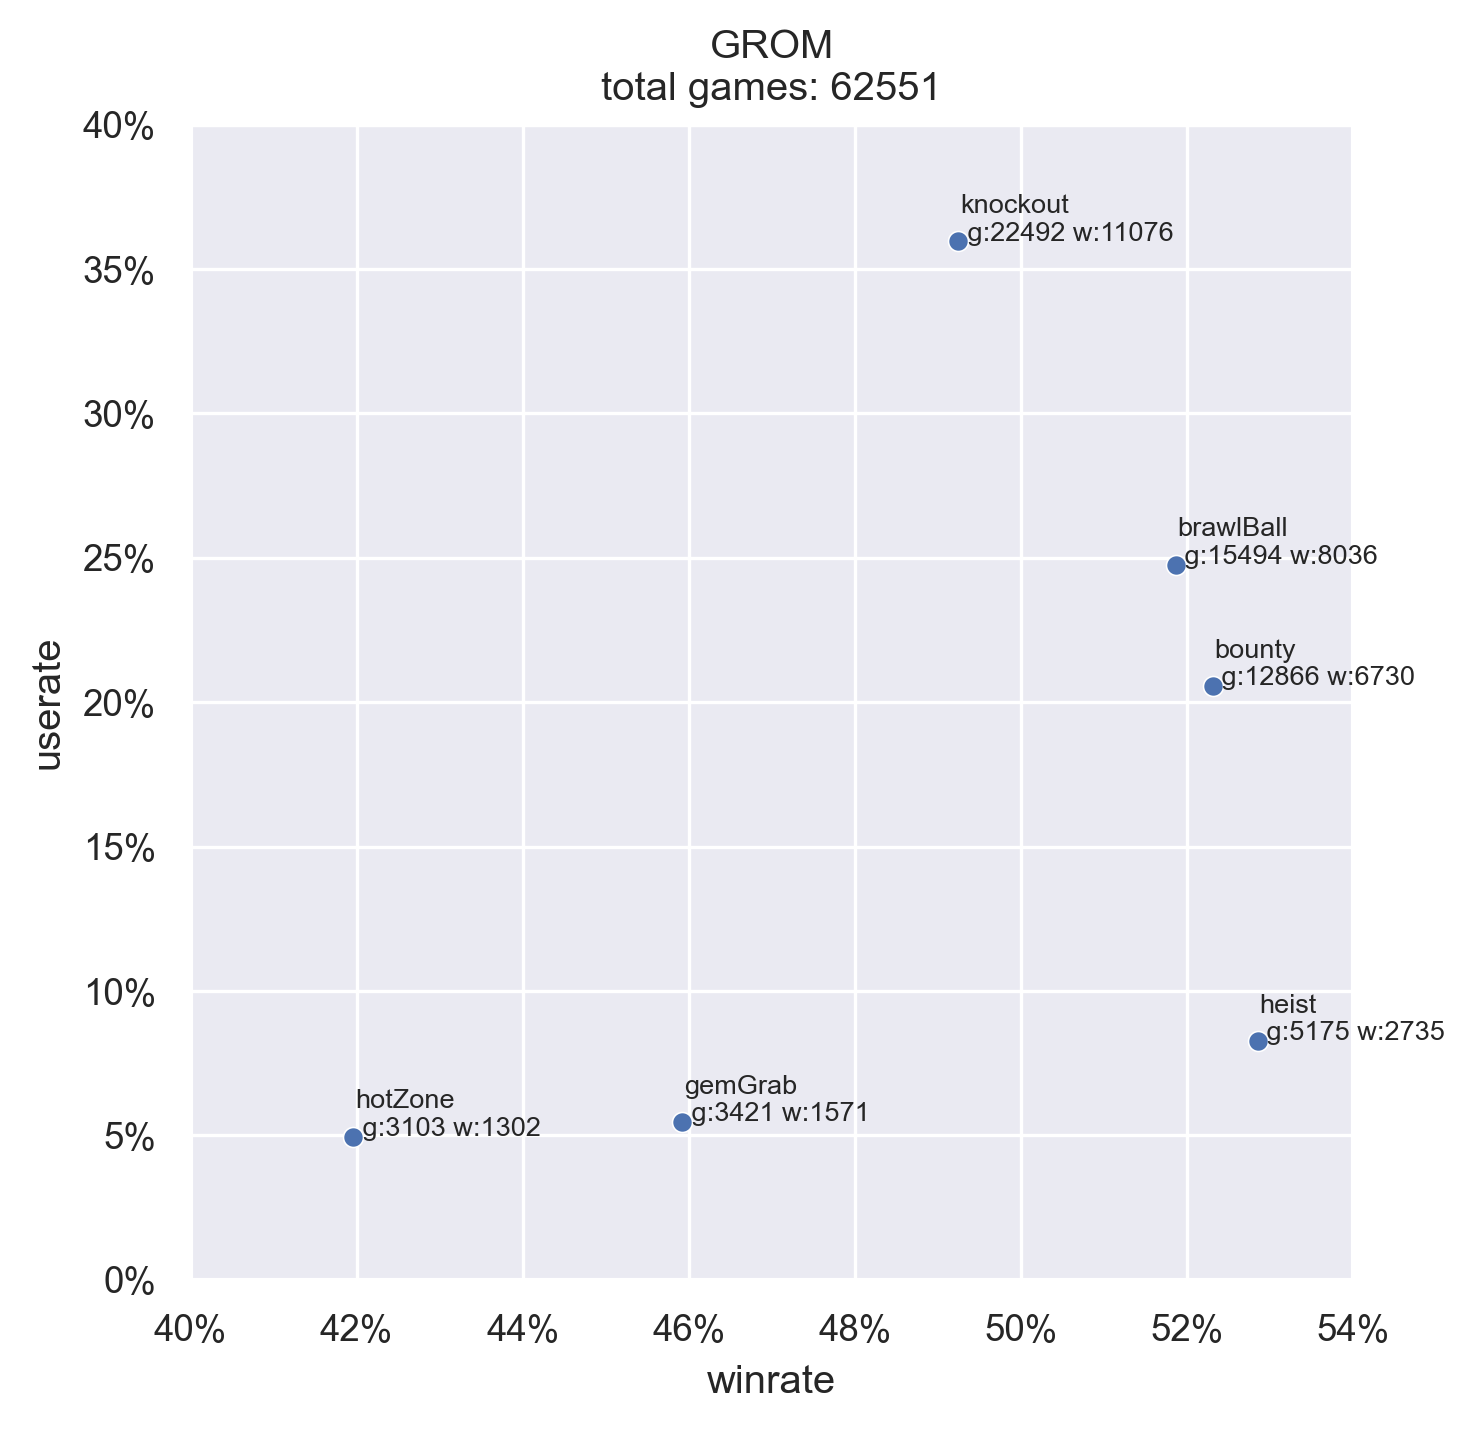 GROM
total games: 62551
40%
35%
30%
25%
20%
15%
10%
5%
0%
userate
knockout
g:22492 w:11076
brawlBall
g:15494 w:8036
bounty
g:12866 w:6730
heist
g:5175 w:2735
gemGrab
g:3421 w:1571
hotZone
g:3103 w:1302
40%
42%
44%
46%
48%
50%
52%
54%
winrate